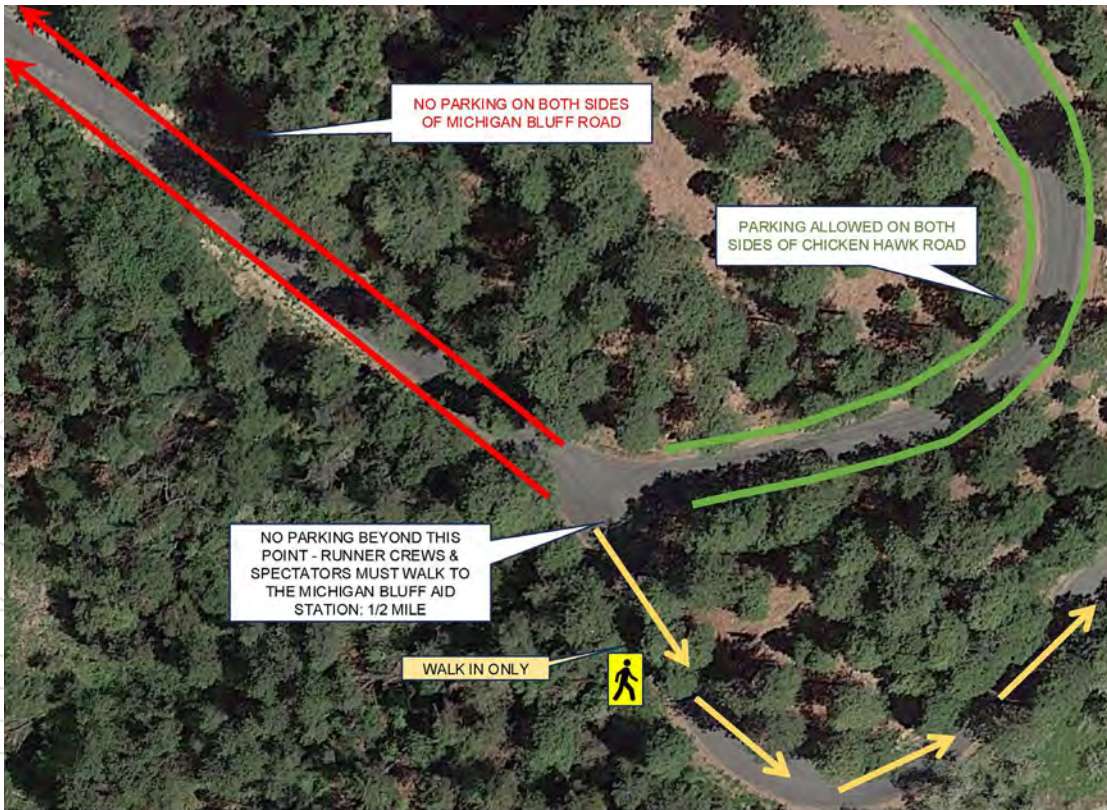 NO PARKING ON BOTH SIDES
OF MICHIGAN BLUFF ROAD
PARKING ALLOWED ON BOTH
SIDES OF CHICKEN HAWK ROAD
NO PARKING BEYOND THIS
POINT - RUNNER CREWS &
SPECTATORS MUST WALK TO
THE MICHIGAN BLUFF AID
STATION: 1/2 MILE
WALK IN ONLY